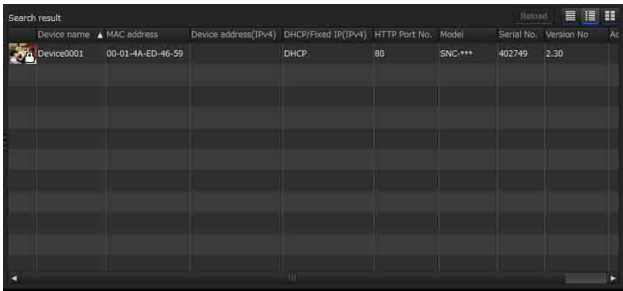 Search result
Reload
Device name ▲ MAC address Device address(IPv4) DHCP/Fixed IP(IPv4) HTTP Port No. Model Serial No. Version No Ac
Device0001 00-01-4A-ED-46-59 DHCP 80 SNC-*** 402749 2.30